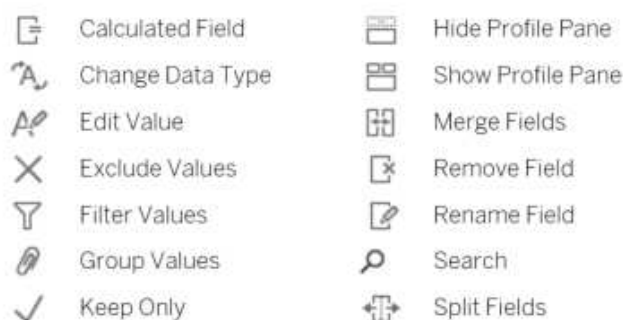 Calculated Field
Change Data Type
Edit Value
Exclude Values
Filter Values
Group Values
Keep Only
Hide Profile Pane
Show Profile Pane
Merge Fields
Remove Field
Rename Field
Search
Split Fields